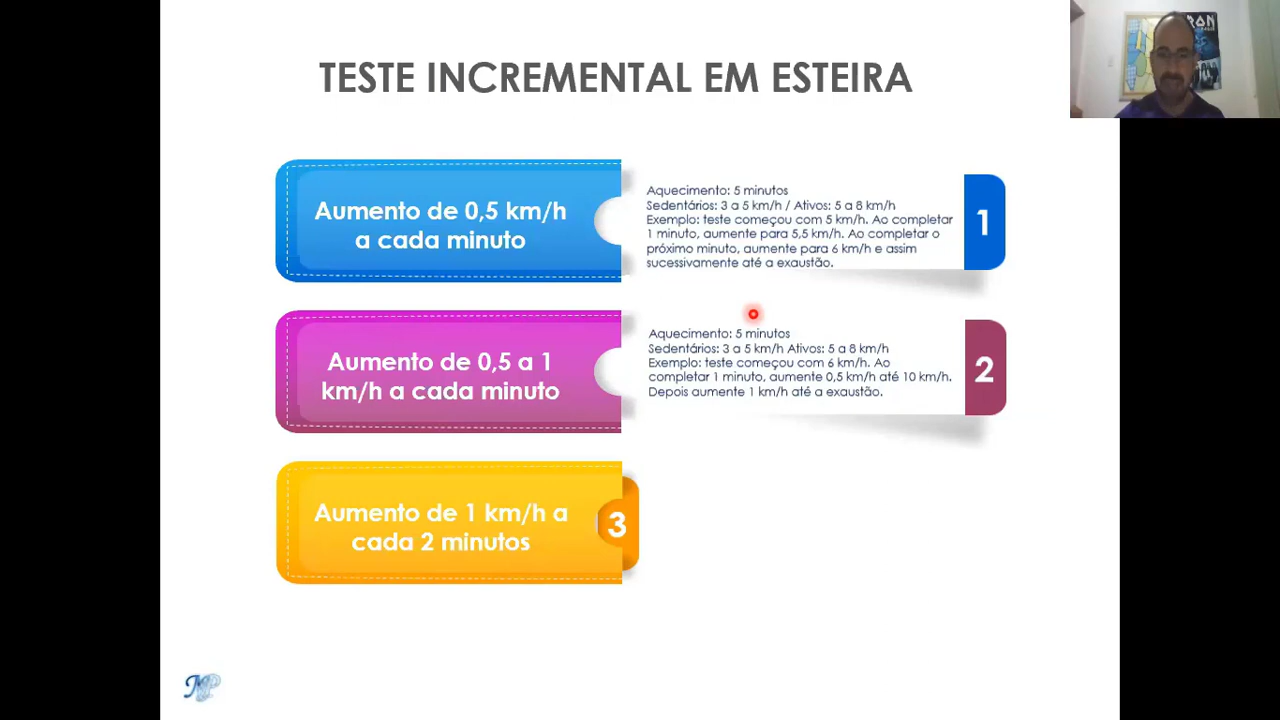 TESTE INCREMENTAL EM ESTEIRA
Aumento de 0,5 km/h
a cada minuto
Aquecimento: 5 minutos
Sedentários: 3 a 5 km/h / Ativos: 5 a 8 km/h
Exemplo: teste começou com 5 km/h. Ao completar
1 minuto, aumente para 5,5 km/h. Ao completar o
próximo minuto, aumente para 6 km/h e assim
sucessivamente até a exaustão.
1
Aumento de 0,5 a 1
km/h a cada minuto
Aquecimento: 5 minutos
Sedentários: 3 a 5 km/h Ativos: 5 a 8 km/h
Exemplo: teste começou com 6 km/h. Ao
completar 1 minuto, aumente 0,5 km/h até 10 km/h.
Depois aumente 1 km/h até a exaustão.
2
Aumento de 1 km/h a
cada 2 minutos
3